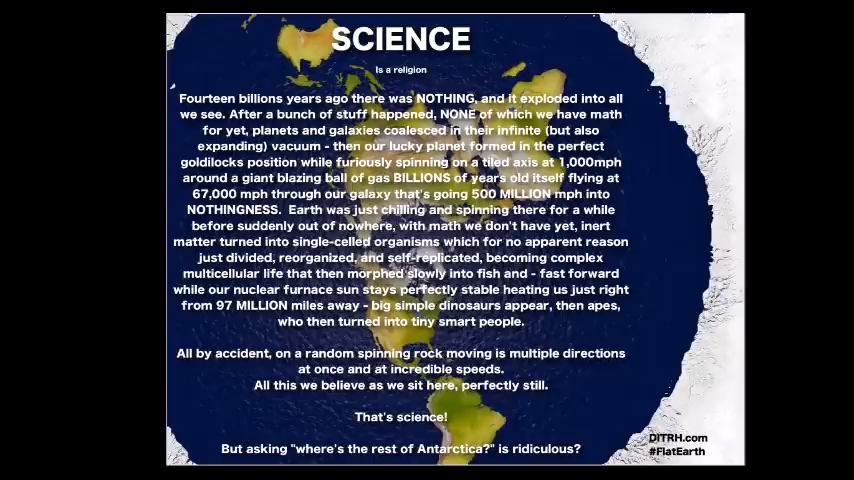 SCIENCE
Is a religion
Fourteen billions years ago there was NOTHING, and it exploded into all
we see. After a bunch of stuff happened, NONE of which we have math
for yet, planets and galaxies coalesced in their infinite (but also
expanding) vacuum - then our lucky planet formed in the perfect
goldilocks position while furiously spinning on a tiled axis at 1,000mph
around a giant blazing ball of gas BILLIONS of years old itself flying at
67,000 mph through our galaxy that's going 500 MILLION mph into
NOTHINGNESS. Earth was just chilling and spinning there for a while
before suddenly out of nowhere, with math we don't have yet, inert
matter turned into single-celled organisms which for no apparent reason
just divided, reorganized, and self-replicated, becoming complex
multicellular life that then morphed slowly into fish and - fast forward
while our nuclear furnace sun stays perfectly stable heating us just right
from 97 MILLION miles away - big simple dinosaurs appear, then apes,
who then turned into tiny smart people.
All by accident, on a random spinning rock moving is multiple directions
at once and at incredible speeds.
All this we believe as we sit here, perfectly still.
That's science!
But asking "where's the rest of Antarctica?" is ridiculous?
DITRH.com
#FlatEarth